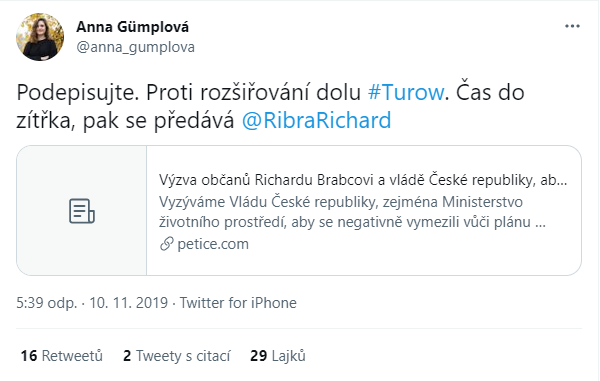 Anna Gümplová
@anna_gumplova
Podepisujte. Proti rozšiřování dolu #Turow. Čas do
zítřka, pak se předává @RibraRichard
Výzva občanů Richardu Brabcovi a vládě České republiky, ab...
Vyzýváme Vládu České republiky, zejména Ministerstvo
životního prostředí, aby se negativně vymezili vůči plánu ...
petice.com
5:39 odp. · 10. 11. 2019 · Twitter for iPhone
16 Retweetů 2 Tweety s citací 29 Lajků